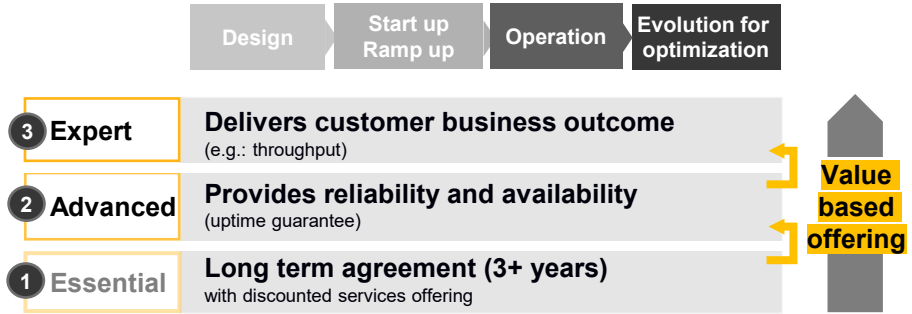 Design
Start up
Ramp up
Operation
Evolution for
optimization
3 Expert
Delivers customer business outcome
(e.g.: throughput)
2 Advanced
Provides reliability and availability
(uptime guarantee)
1 Essential
Long term agreement (3+ years)
with discounted services offering
Value
based
offering